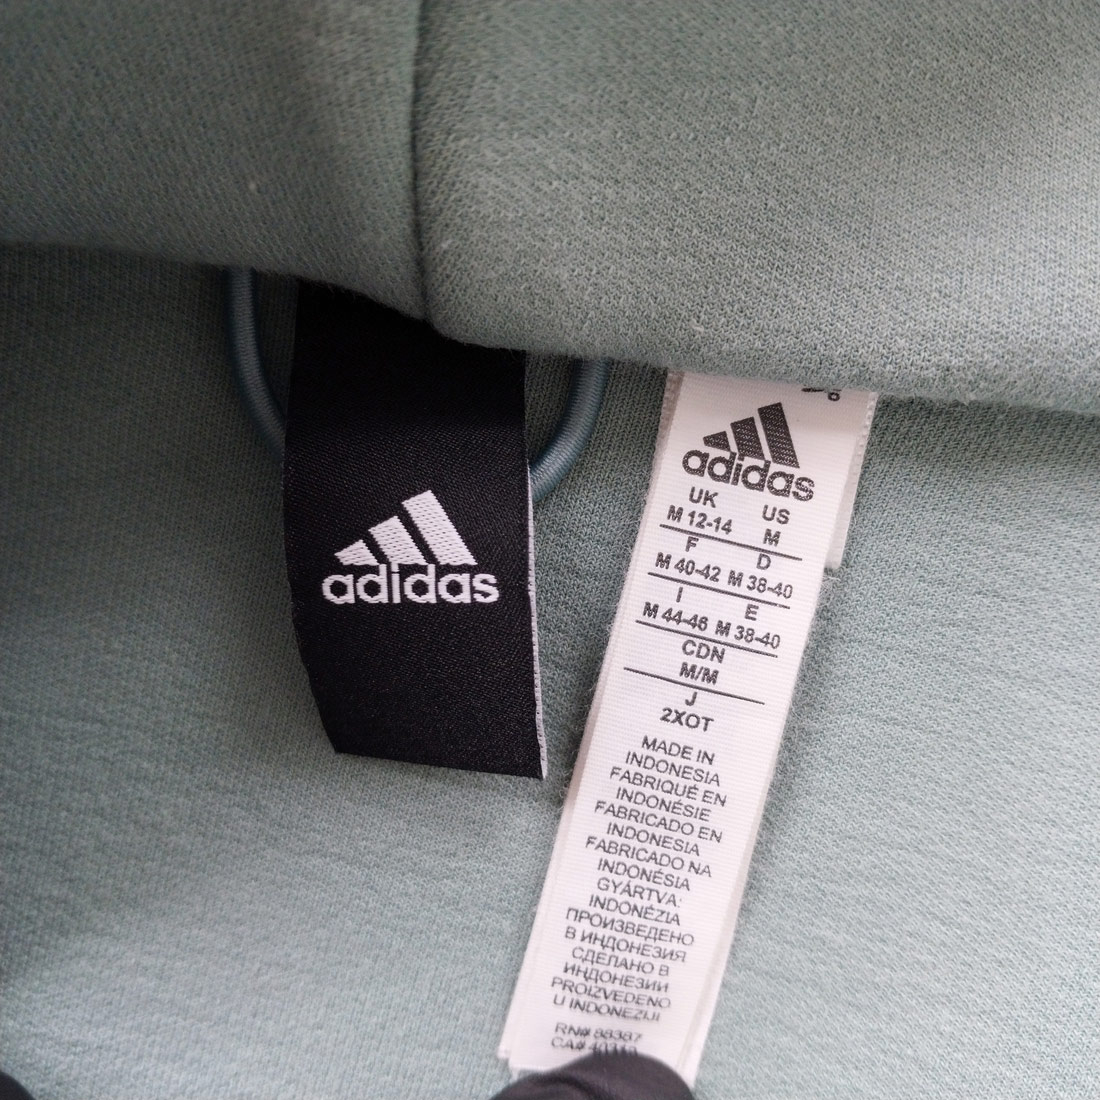 adidas
adidas
UK US
M 12-14 M
F D
M 40-42 M 38-40
I E
M 44-46 M 38-40
CDN
M/M
J
2XOT
MADE IN
INDONESIA
FABRIQUÉ EN
INDONÉSIE
FABRICADO EN
INDONESIA
FABRICADO NA
INDONÉSIA
GYÁRTVA:
INDONÉZIA
ПРОИЗВЕДЕНО
В ИНДОНЕЗИЯ
СДЕЛАНО В
ИНДОНЕЗИИ
PROIZVEDENO
U INDONEZIJI
RN# 88387
CA# 40312